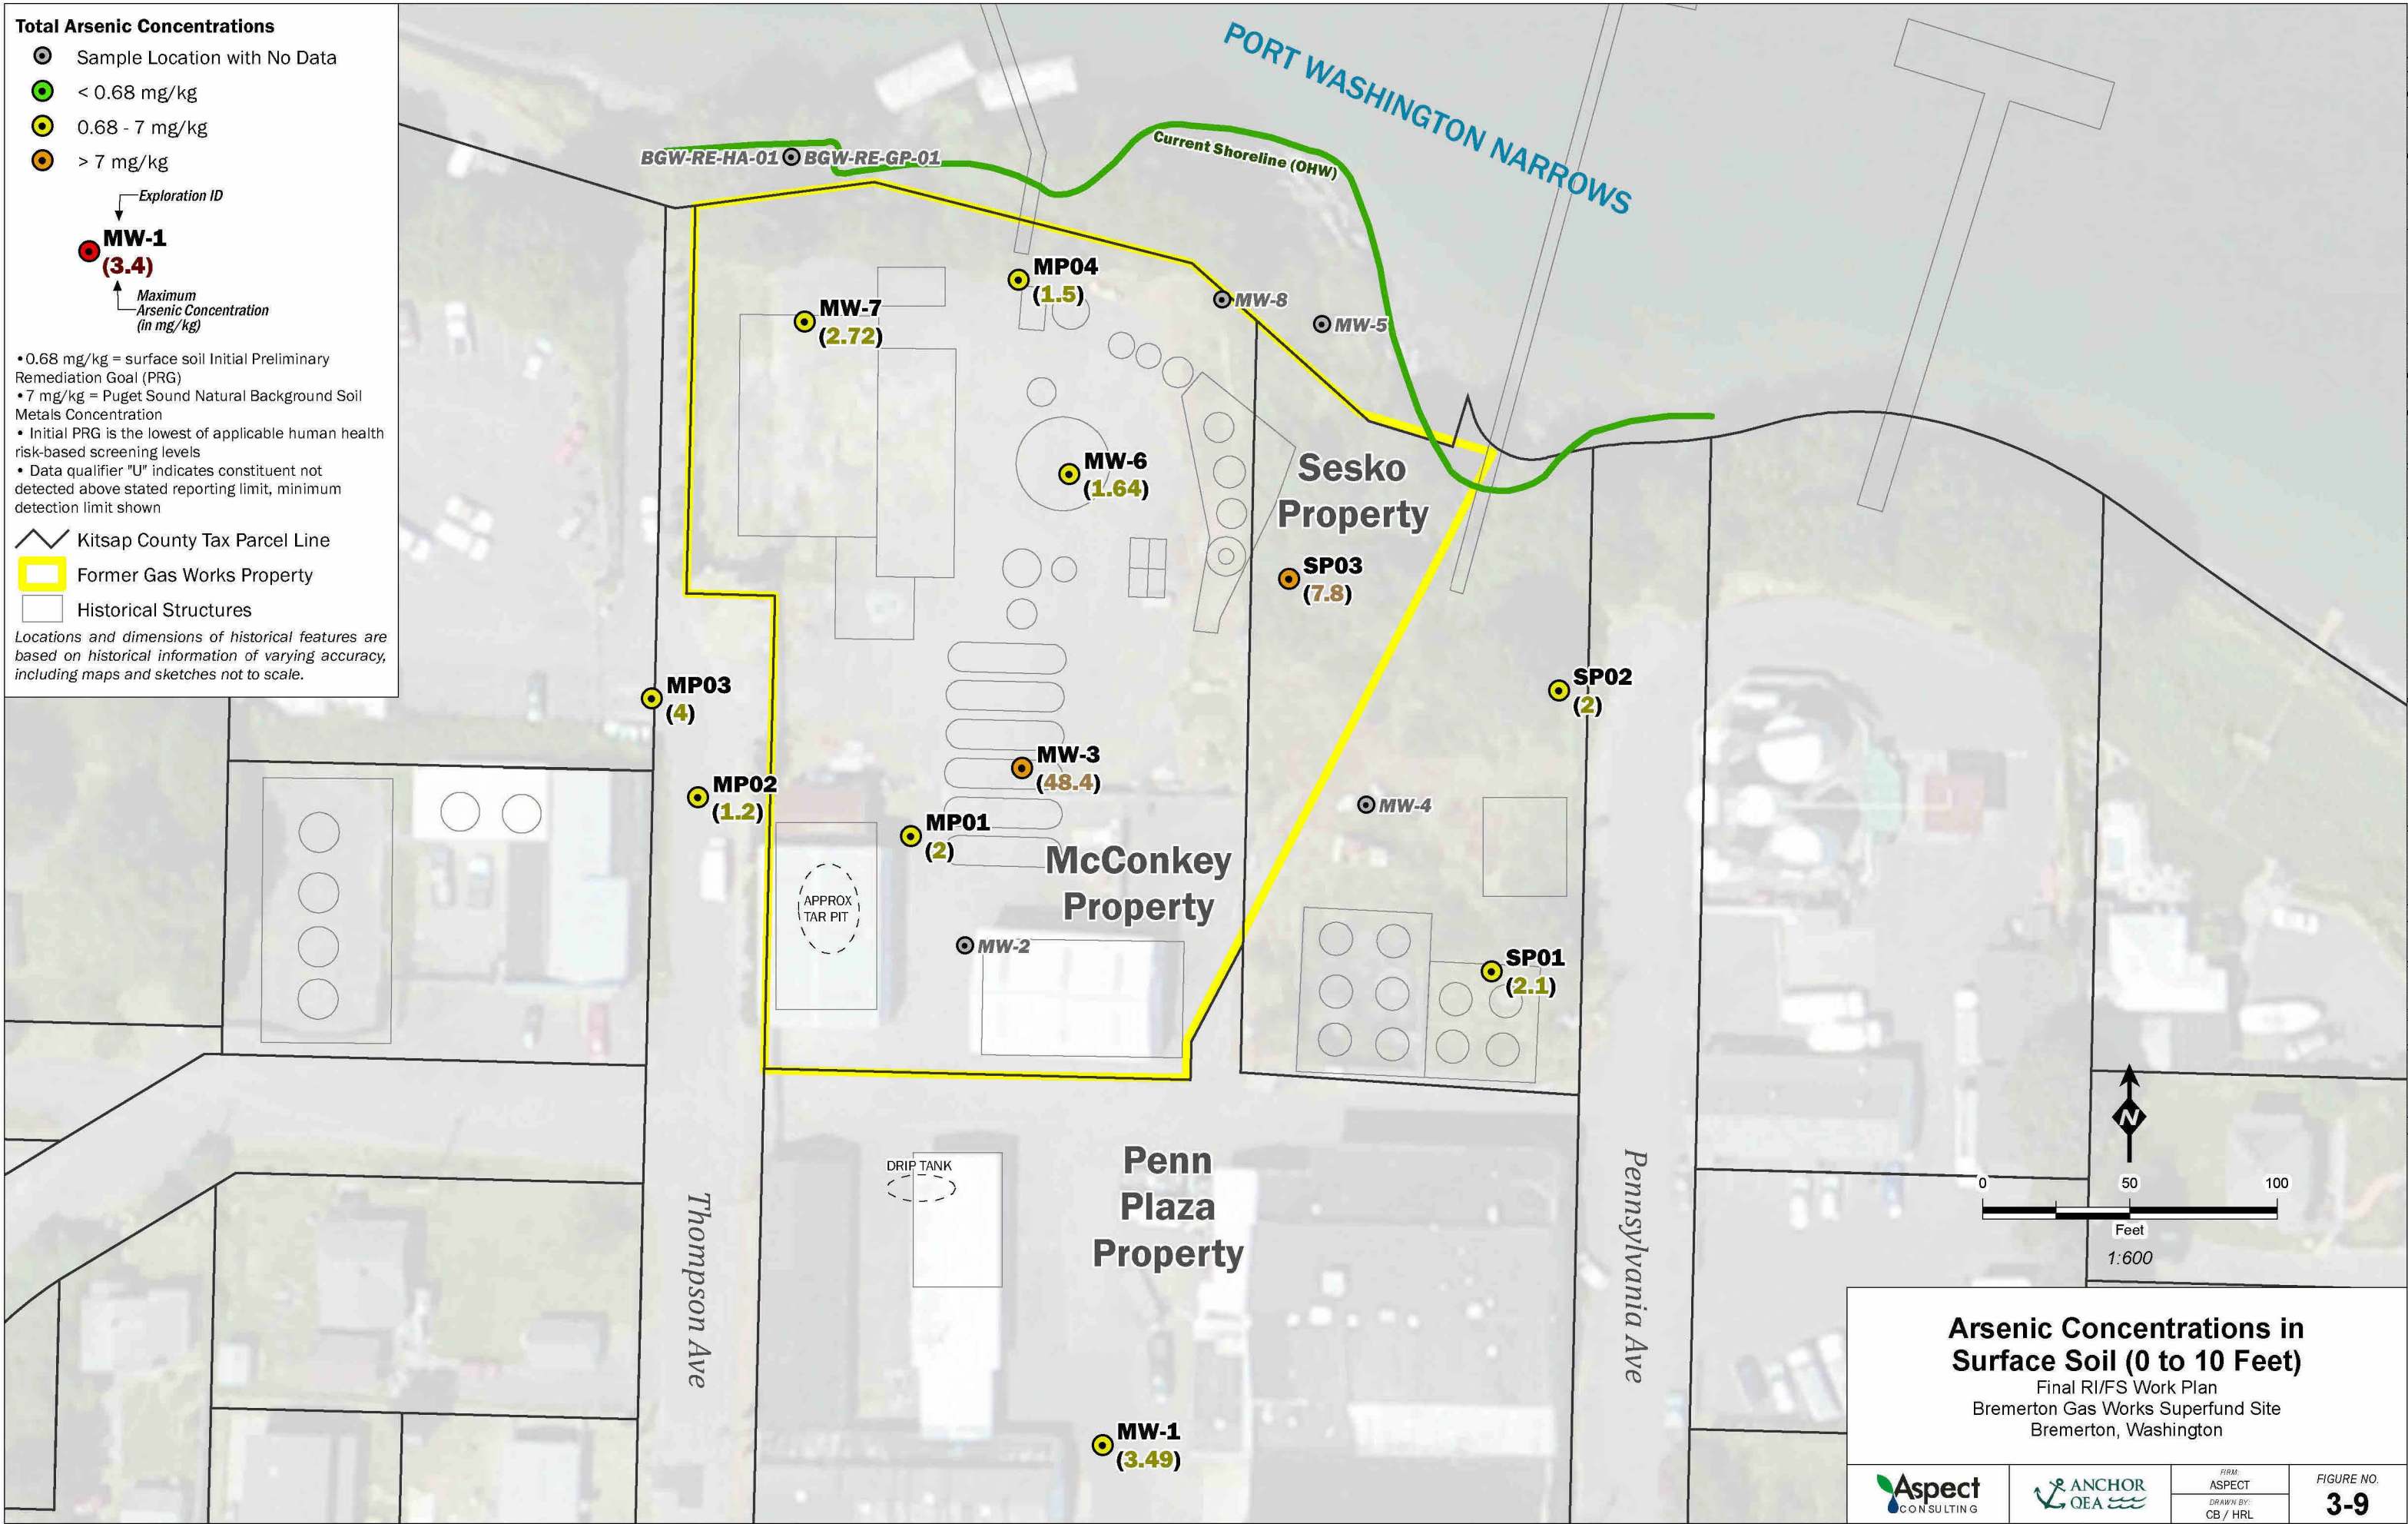 Total Arsenic Concentrations
Sample Location with No Data
< 0.68 mg/kg
0.68 - 7 mg/kg
> 7 mg/kg
Exploration ID
MW-1
(3.4)
Maximum
Arsenic Concentration
(in mg/kg)
•0.68 mg/kg = surface soil Initial Preliminary
Remediation Goal (PRG)
•7 mg/kg = Puget Sound Natural Background Soil
Metals Concentration
• Initial PRG is the lowest of applicable human health
risk-based screening levels
• Data qualifier "U" indicates constituent not
detected above stated reporting limit, minimum
detection limit shown
Kitsap County Tax Parcel Line
Former Gas Works Property
Historical Structures
Locations and dimensions of historical features are
based on historical information of varying accuracy,
including maps and sketches not to scale.
PORT WASHINGTON NARROWS
Current Shoreline (OHW)
BGW-RE-HA-01
BGW-RE-GP-01
MP04
(1.5)
MW-7
(2.72)
MW-8
MW-5
MW-6
(1.64)
Sesko
Property
SP03
(7.8)
MP03
(4)
SP02
(2)
MW-3
(48.4)
MP02
(1.2)
MW-4
MP01
(2)
McConkey
Property
APPROX
TAR PIT
MW-2
SP01
(2.1)
DRIP TANK
Penn
Plaza
Property
Thompson Ave
Pennsylvania Ave
MW-1
(3.49)
N
0 50 100
Feet
1:600
Arsenic Concentrations in
Surface Soil (0 to 10 Feet)
Final RI/FS Work Plan
Bremerton Gas Works Superfund Site
Bremerton, Washington
Aspect
CONSULTING
ANCHOR
QEA
FIRM:
ASPECT
DRAWN BY:
CB / HRL
FIGURE NO.
3-9